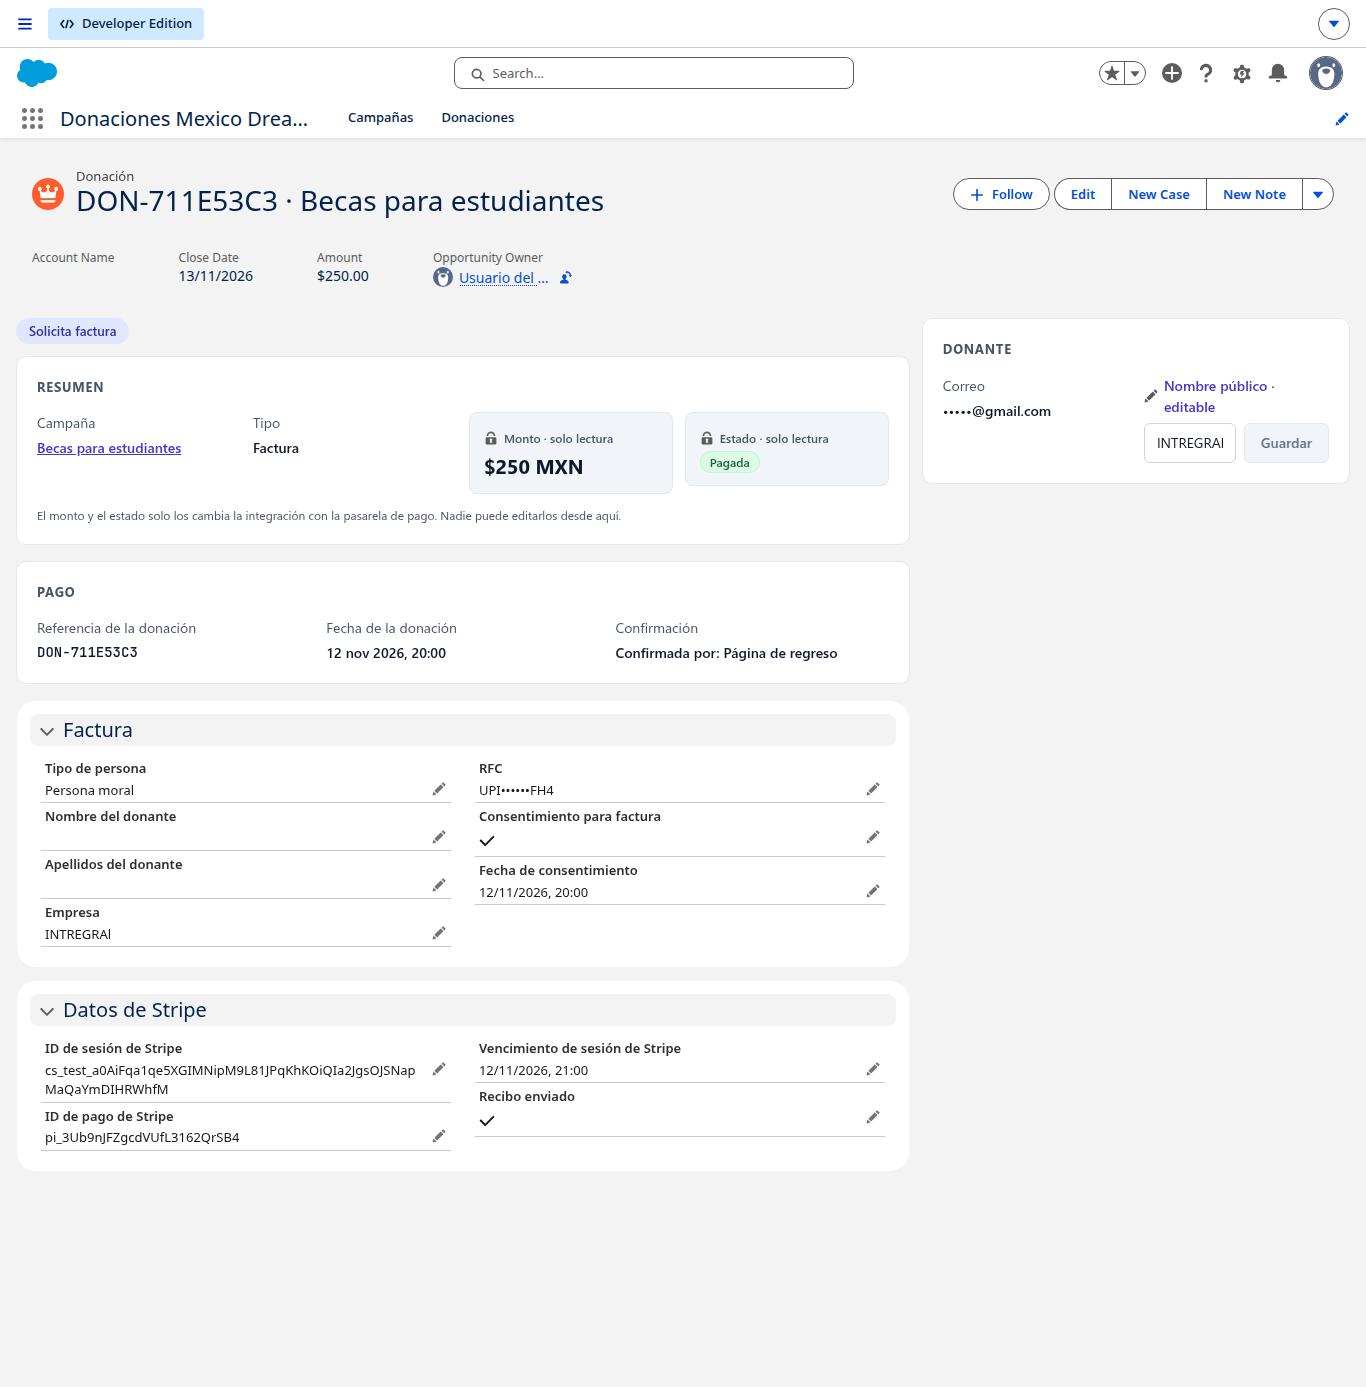 Developer Edition
Search...
Donaciones Mexico Drea...
Campañas
Donaciones
Donación
DON-711E53C3 · Becas para estudiantes
Follow
Edit
New Case
New Note
Account Name
Close Date
13/11/2026
Amount
$250.00
Opportunity Owner
Usuario del ...
Solicita factura
RESUMEN
Campaña
Becas para estudiantes
Tipo
Factura
Monto · solo lectura
$250 MXN
Estado · solo lectura
Pagada
El monto y el estado solo los cambia la integración con la pasarela de pago. Nadie puede editarlos desde aquí.
DONANTE
Correo
•••••@gmail.com
Nombre público ·
editable
INTREGRAl
Guardar
PAGO
Referencia de la donación
DON-711E53C3
Fecha de la donación
12 nov 2026, 20:00
Confirmación
Confirmada por: Página de regreso
Factura
Tipo de persona
Persona moral
Nombre del donante
Apellidos del donante
Empresa
INTREGRAl
RFC
UPI••••••FH4
Consentimiento para factura
Fecha de consentimiento
12/11/2026, 20:00
Datos de Stripe
ID de sesión de Stripe
cs_test_a0AiFqa1qe5XGIMNipM9L81JPqKhKOiQIa2JgsOJSNap
MaQaYmDIHRWhfM
ID de pago de Stripe
pi_3Ub9nJFZgcdVUfL3162QrSB4
Vencimiento de sesión de Stripe
12/11/2026, 21:00
Recibo enviado